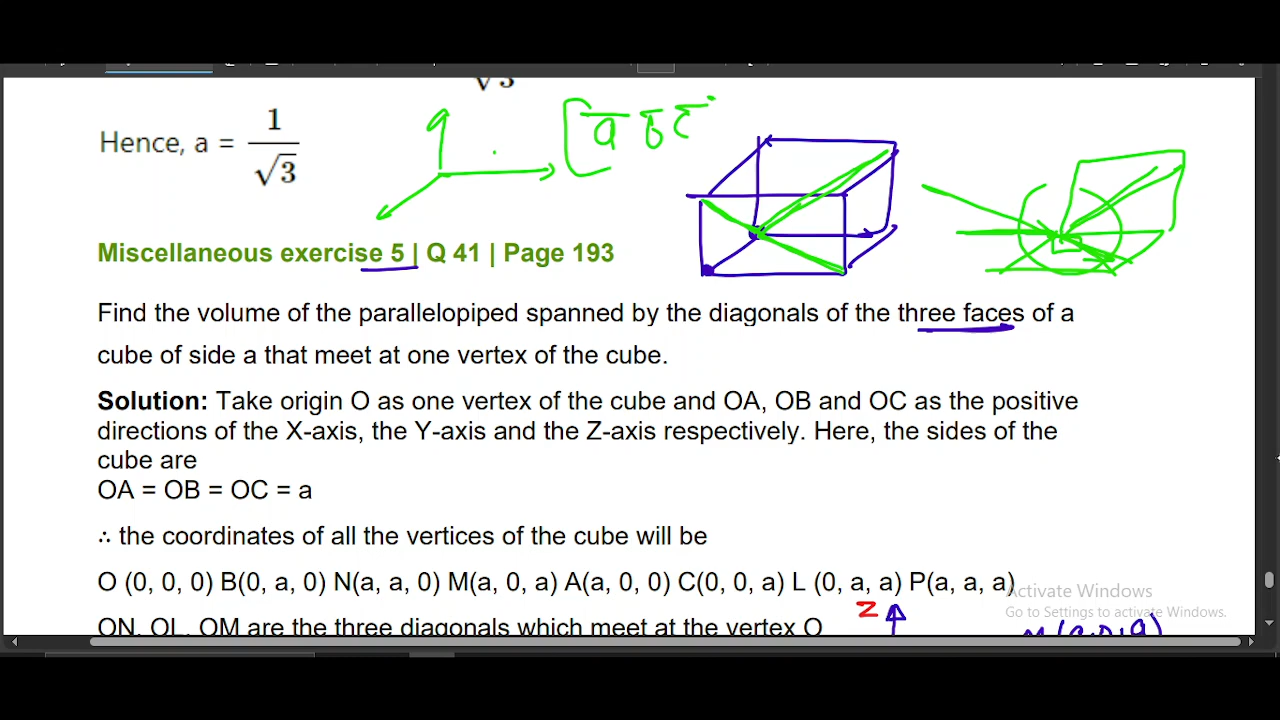 √3
Hence, a = 1/√3
[a̅ b̅ c̅
Miscellaneous exercise 5 | Q 41 | Page 193
Find the volume of the parallelopiped spanned by the diagonals of the three faces of a
cube of side a that meet at one vertex of the cube.
Solution: Take origin O as one vertex of the cube and OA, OB and OC as the positive
directions of the X-axis, the Y-axis and the Z-axis respectively. Here, the sides of the
cube are
OA = OB = OC = a
∴ the coordinates of all the vertices of the cube will be
O (0, 0, 0) B(0, a, 0) N(a, a, 0) M(a, 0, a) A(a, 0, 0) C(0, 0, a) L (0, a, a) P(a, a, a)
Activate Windows
Go to Settings to activate Windows.
Z
M(a,0,a)
ON, OL, OM are the three diagonals which meet at the vertex O